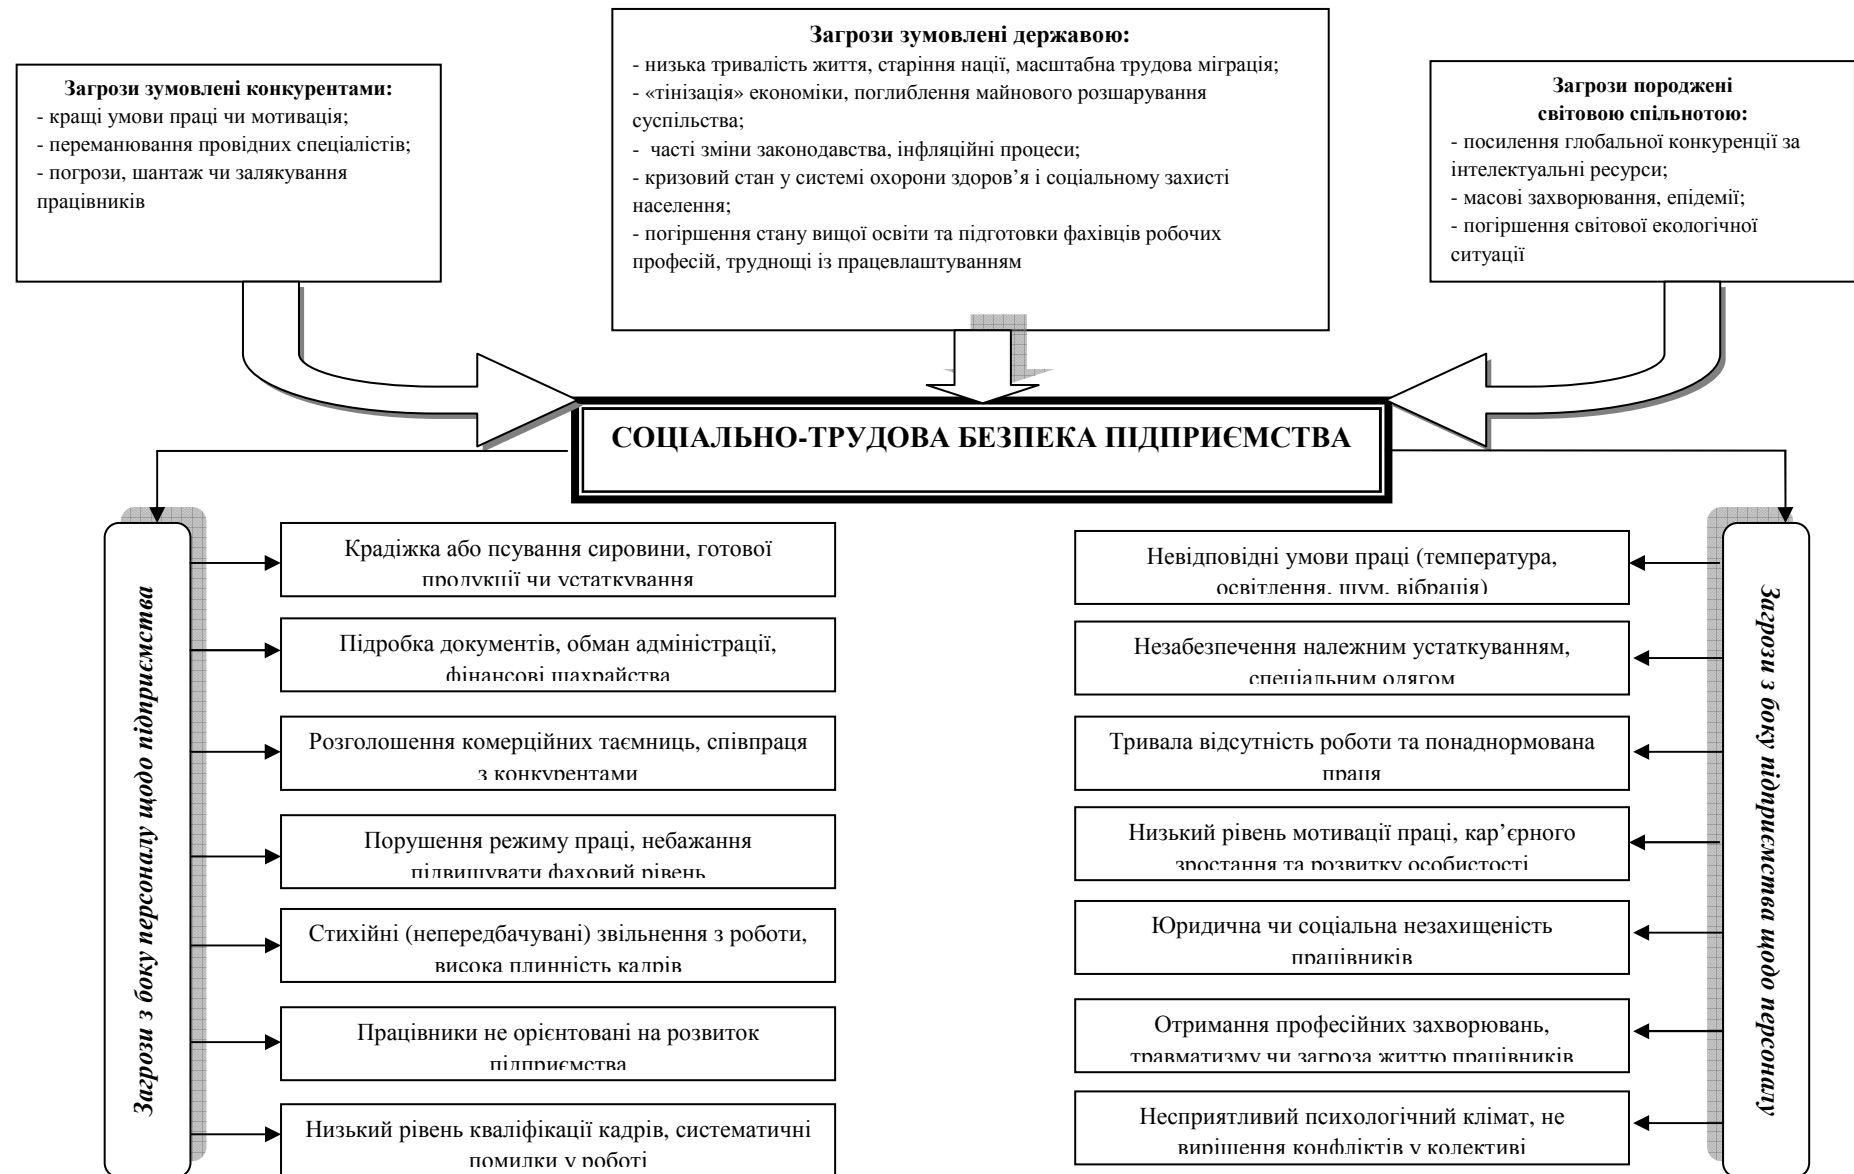 Загрози зумовлені конкурентами:
- кращі умови праці чи мотивація;
- переманювання провідних спеціалістів;
- погрози, шантаж чи залякування
працівників
Загрози зумовлені державою:
- низька тривалість життя, старіння нації, масштабна трудова міграція;
- «тінізація» економіки, поглиблення майнового розшарування
суспільства;
- часті зміни законодавства, інфляційні процеси;
- кризовий стан у системі охорони здоров’я і соціальному захисті
населення;
- погіршення стану вищої освіти та підготовки фахівців робочих
професій, труднощі із працевлаштуванням
Загрози породжені
світовою спільнотою:
- посилення глобальної конкуренції за
інтелектуальні ресурси;
- масові захворювання, епідемії;
- погіршення світової екологічної
ситуації
СОЦІАЛЬНО-ТРУДОВА БЕЗПЕКА ПІДПРИЄМСТВА
Загрози з боку персоналу щодо підприємства
Крадіжка або псування сировини, готової
продукції чи устаткування
Підробка документів, обман адміністрації,
фінансові шахрайства
Розголошення комерційних таємниць, співпраця
з конкурентами
Порушення режиму праці, небажання
підвищувати фаховий рівень
Стихійні (непередбачувані) звільнення з роботи,
висока плинність кадрів
Працівники не орієнтовані на розвиток
підприємства
Низький рівень кваліфікації кадрів, систематичні
помилки у роботі
Невідповідні умови праці (температура,
освітлення, шум, вібрація)
Незабезпечення належним устаткуванням,
спеціальним одягом
Тривала відсутність роботи та понаднормована
праця
Низький рівень мотивації праці, кар’єрного
зростання та розвитку особистості
Юридична чи соціальна незахищеність
працівників
Отримання професійних захворювань,
травматизму чи загроза життю працівників
Несприятливий психологічний клімат, не
вирішення конфліктів у колективі
Загрози з боку підприємства щодо персоналу